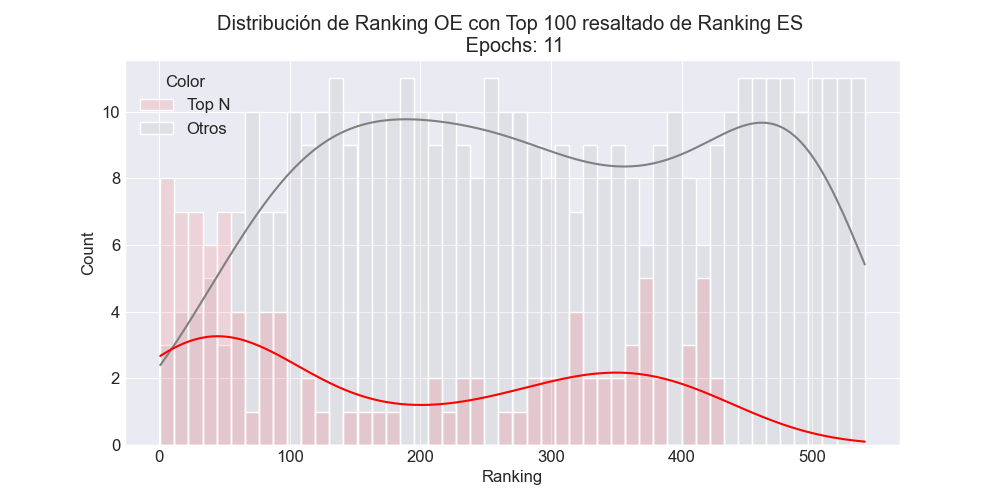 Distribución de Ranking OE con Top 100 resaltado de Ranking ES
Epochs: 11
Color
Top N
Otros
10
8
6
4
2
0
Count
0 100 200 300 400 500
Ranking